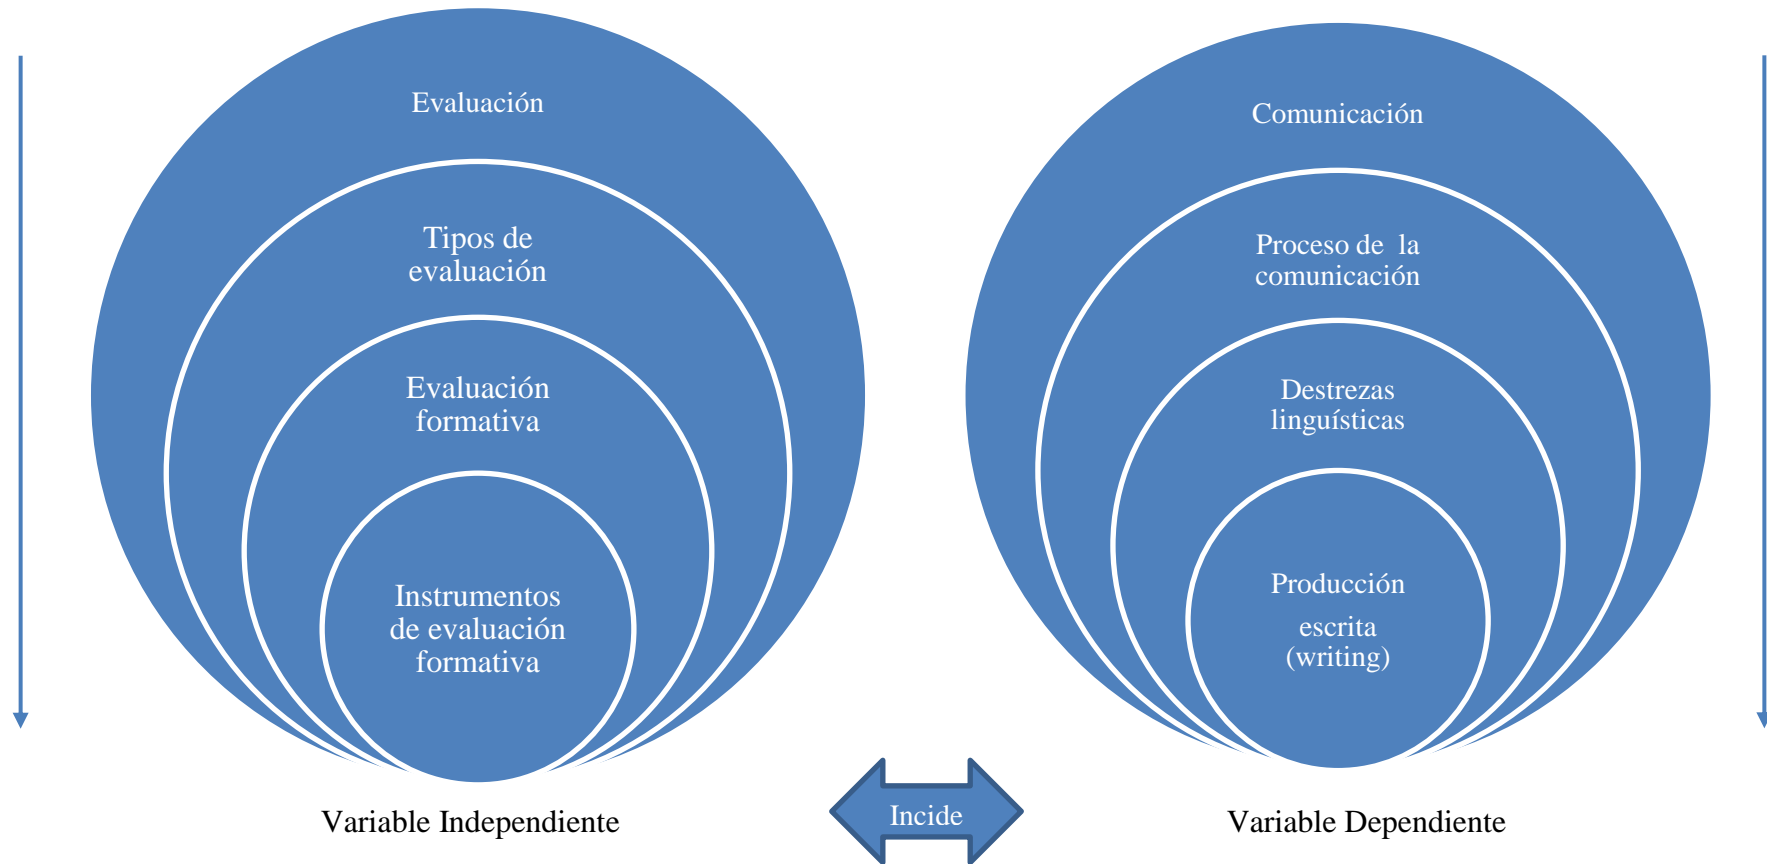 Evaluación
Tipos de
evaluación
Evaluación
formativa
Instrumentos
de evaluación
formativa
Variable Independiente
Incide
Comunicación
Proceso de  la
comunicación
Destrezas
linguísticas
Producción
escrita
(writing)
Variable Dependiente